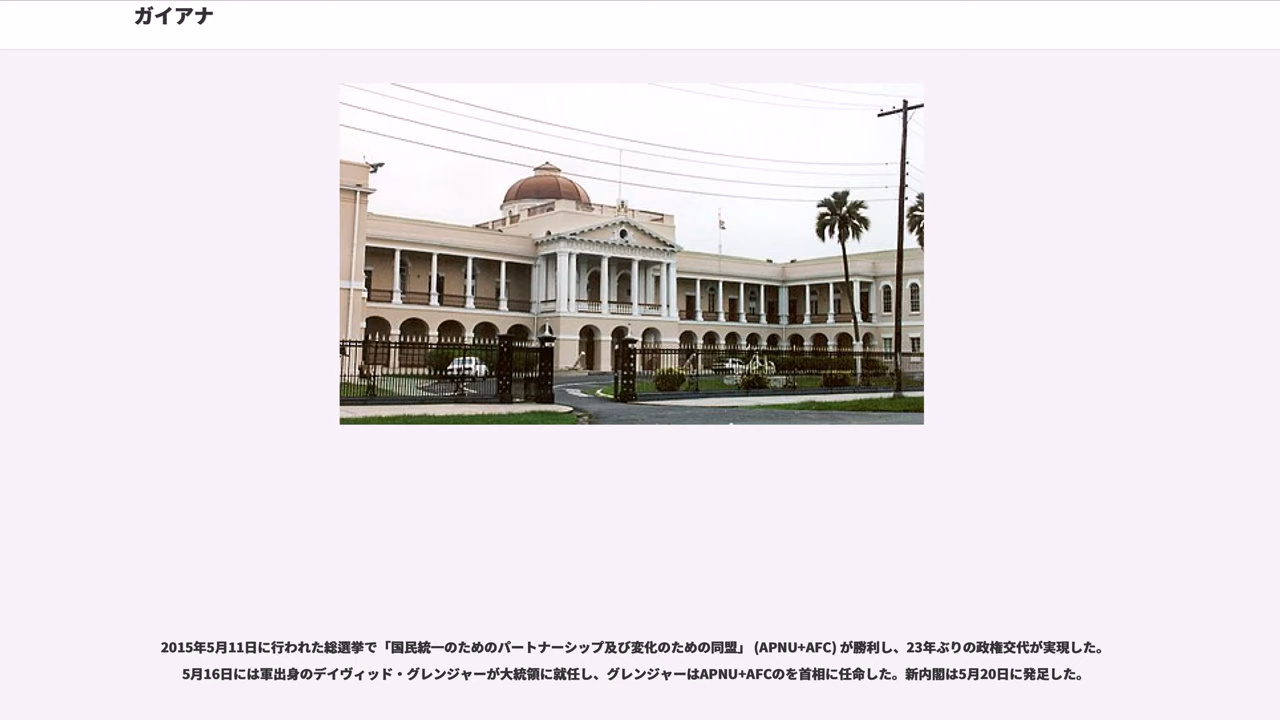 ガイアナ
2015年5月11日に行われた総選挙で「国民統一のためのパートナーシップ及び変化のための同盟」 (APNU+AFC) が勝利し、23年ぶりの政権交代が実現した。
5月16日には軍出身のデイヴィッド・グレンジャーが大統領に就任し、グレンジャーはAPNU+AFCのを首相に任命した。新内閣は5月20日に発足した。